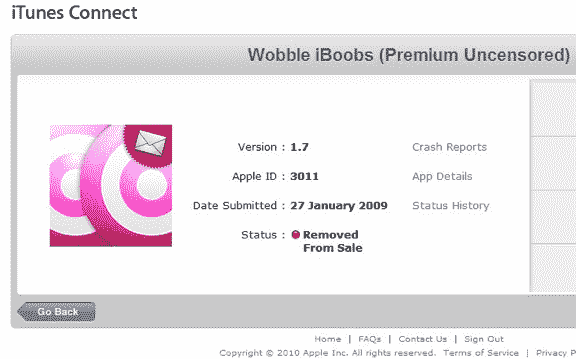 iTunes Connect
Wobble iBoobs (Premium Uncensored)
Version : 1.7
Crash Reports
Apple ID : 3011
App Details
Date Submitted : 27 January 2009
Status History
Status : Removed
From Sale
Go Back
Home | FAQs | Contact Us | Sign Out
Copyright © 2010 Apple Inc. All rights reserved. Terms of Service | Privacy P